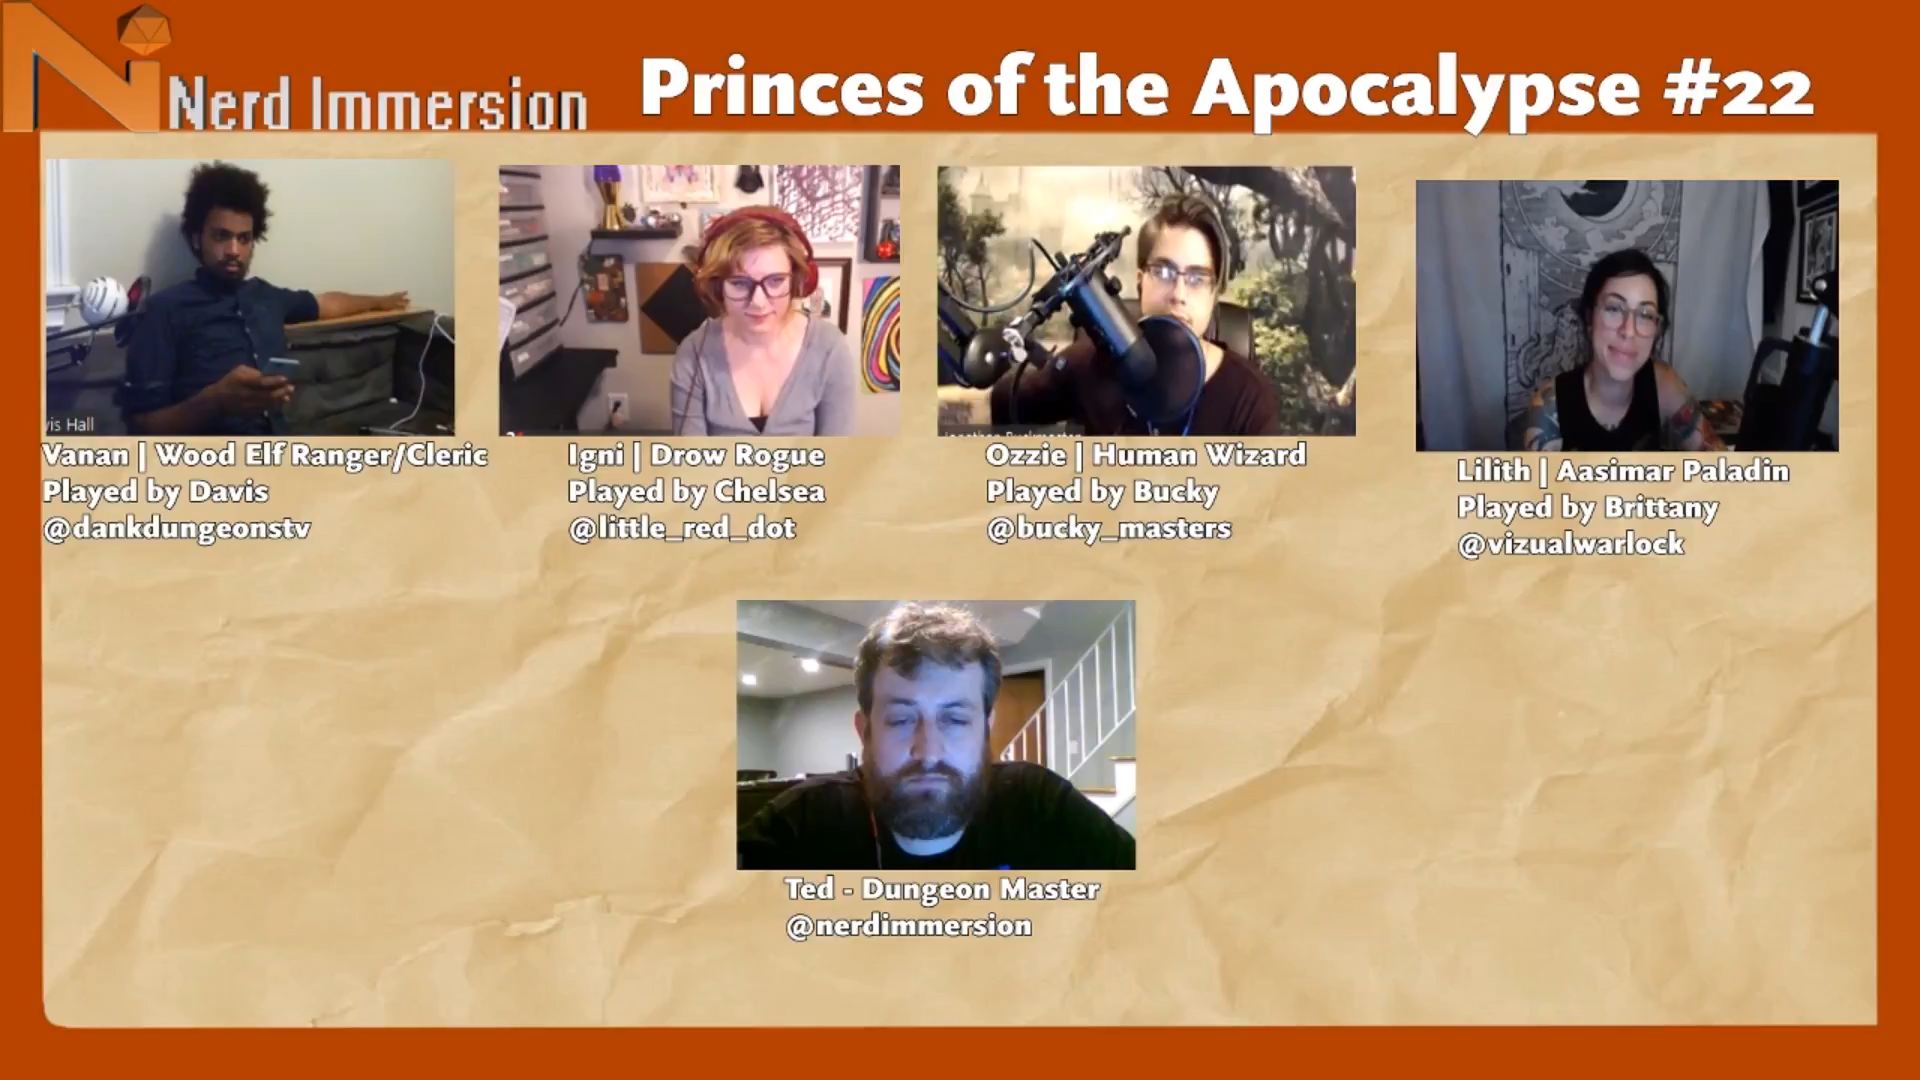 Nerd Immersion
Princes of the Apocalypse #22
vis Hall
Vanan | Wood Elf Ranger/Cleric
Played by Davis
@dankdungeonstv
Igni | Drow Rogue
Played by Chelsea
@little_red_dot
Ozzie | Human Wizard
Played by Bucky
@bucky_masters
Lilith | Aasimar Paladin
Played by Brittany
@vizualwarlock
Ted - Dungeon Master
@nerdimmersion